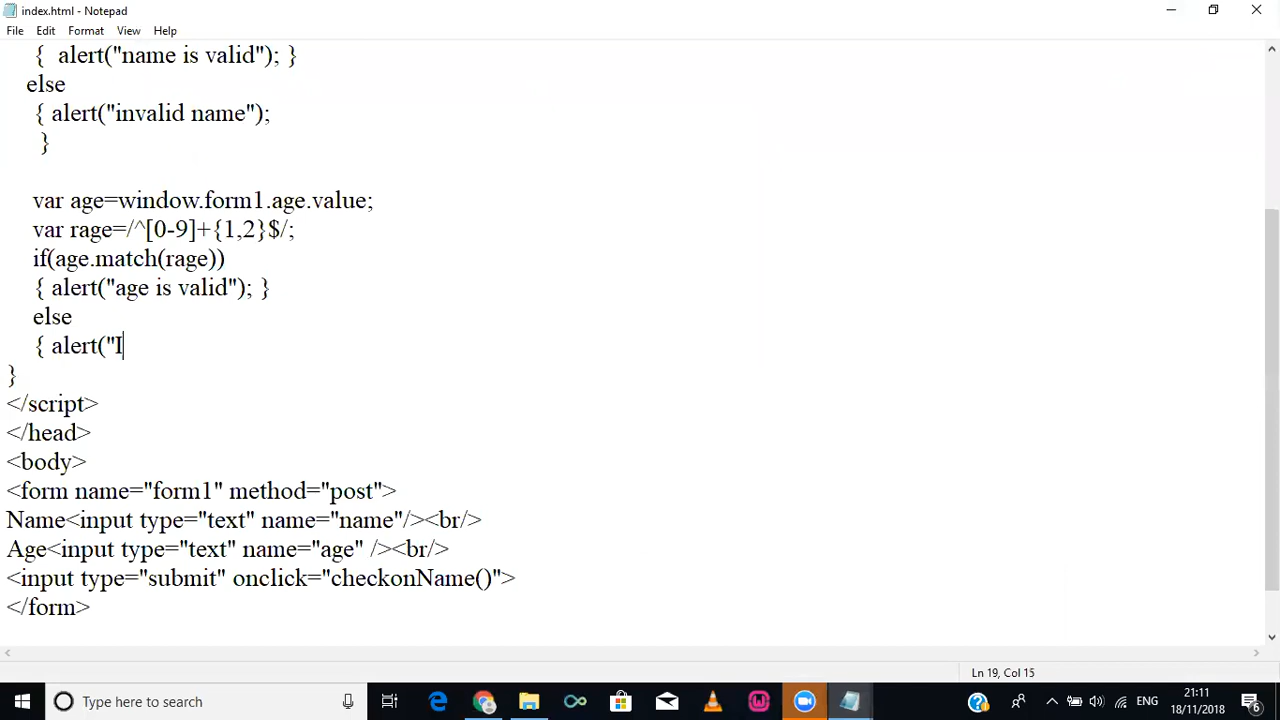 index.html - Notepad
File Edit Format View Help
{ alert("name is valid"); }
else
{ alert("invalid name");
}
var age=window.form1.age.value;
var rage=/^[0-9]+{1,2}$/;
if(age.match(rage))
{ alert("age is valid"); }
else
{ alert("I
}
</script>
</head>
<body>
<form name="form1" method="post">
Name<input type="text" name="name"/><br/>
Age<input type="text" name="age" /><br/>
<input type="submit" onclick="checkonName()">
</form>
Ln 19, Col 15
Type here to search
ENG
21:11
18/11/2018
6